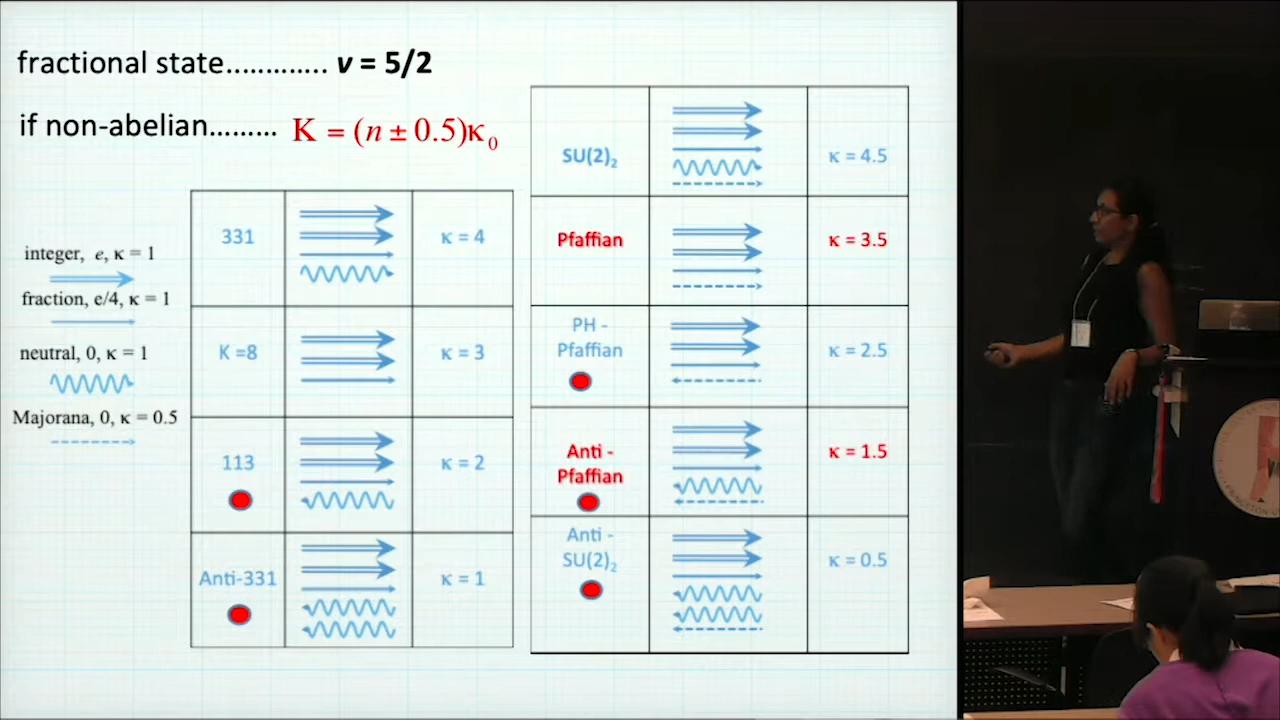 fractional state............. ν = 5/2
if non-abelian......... K = (n ± 0.5)κ₀
integer, e, κ = 1
fraction, e/4, κ = 1
neutral, 0, κ = 1
Majorana, 0, κ = 0.5
331 κ = 4
K =8 κ = 3
113 κ = 2
Anti-331 κ = 1
SU(2)₂ κ = 4.5
Pfaffian κ = 3.5
PH -
Pfaffian κ = 2.5
Anti -
Pfaffian κ = 1.5
Anti -
SU(2)₂ κ = 0.5